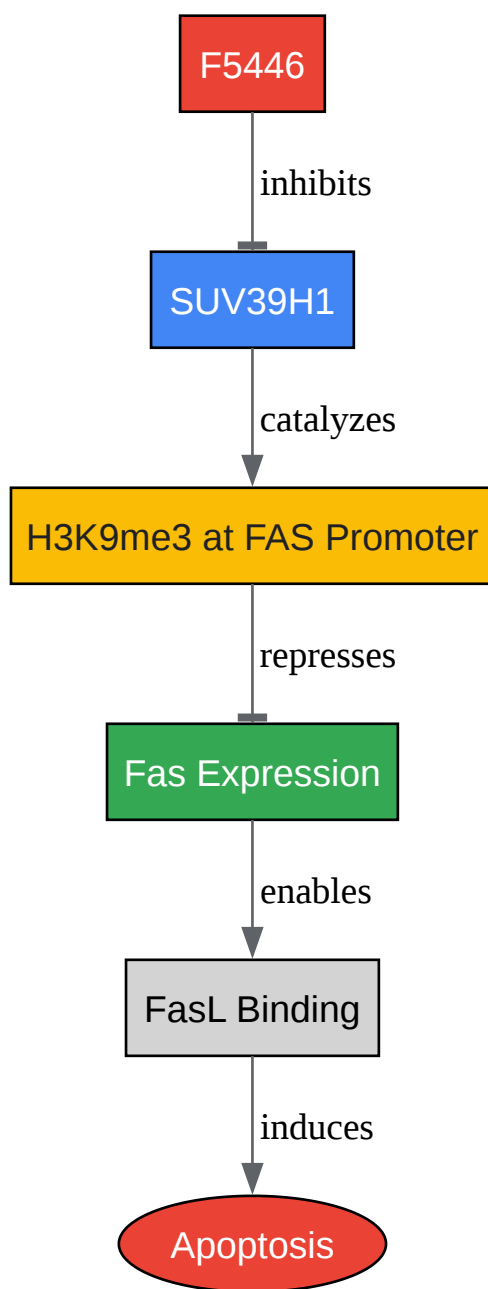 F5446
inhibits
SUV39H1
catalyzes
H3K9me3 at FAS Promoter
represses
Fas Expression
enables
FasL Binding
induces
Apoptosis